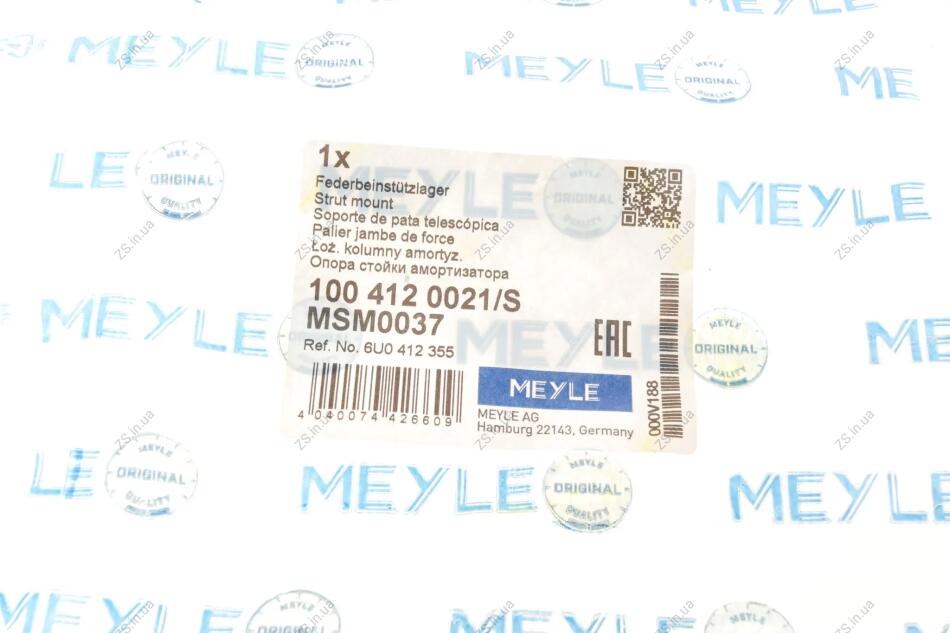 1x
Federbeinstützlager
Strut mount
Soporte de pata telescópica
Palier jambe de force
Łoż. kolumny amortyz.
Опора стойки амортизатора
100 412 0021/S
MSM0037
Ref. No. 6U0 412 355
EAC
4 040074 426609
MEYLE
MEYLE AG
Hamburg 22143, Germany
000V188
MEYLE
MEYLE
ORIGINAL
QUALITY
ZS.in.ua